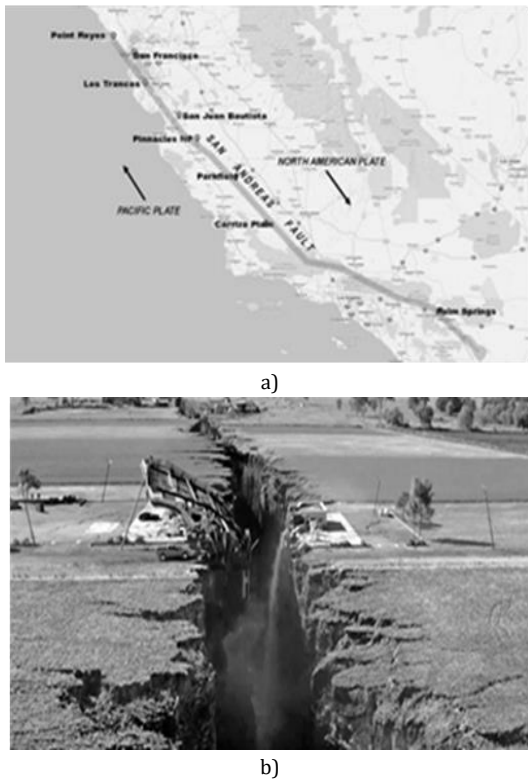 Point Reyes
San Francisco
Los Trancos
San Juan Bautista
Pinnacles NP
SAN ANDREAS FAULT
NORTH AMERICAN PLATE
Parkfield
PACIFIC PLATE
Carrizo Plain
Palm Springs
a)
b)